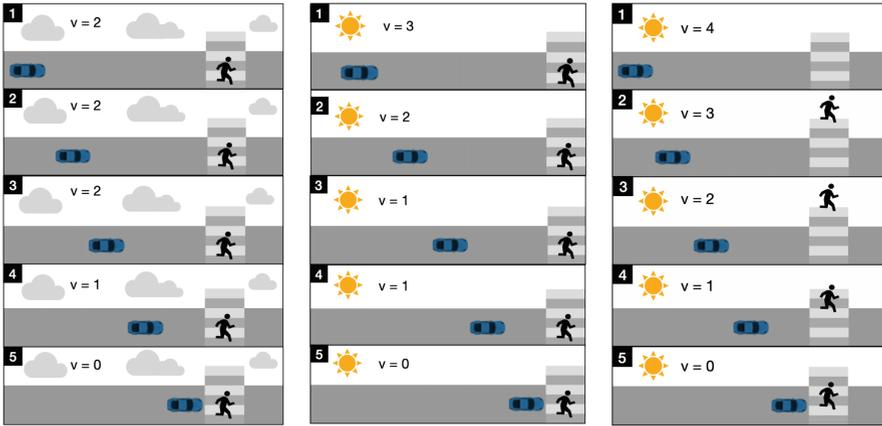 1
v = 2
2
v = 2
3
v = 2
4
v = 1
5
v = 0
1
v = 3
2
v = 2
3
v = 1
4
v = 1
5
v = 0
1
v = 4
2
v = 3
3
v = 2
4
v = 1
5
v = 0